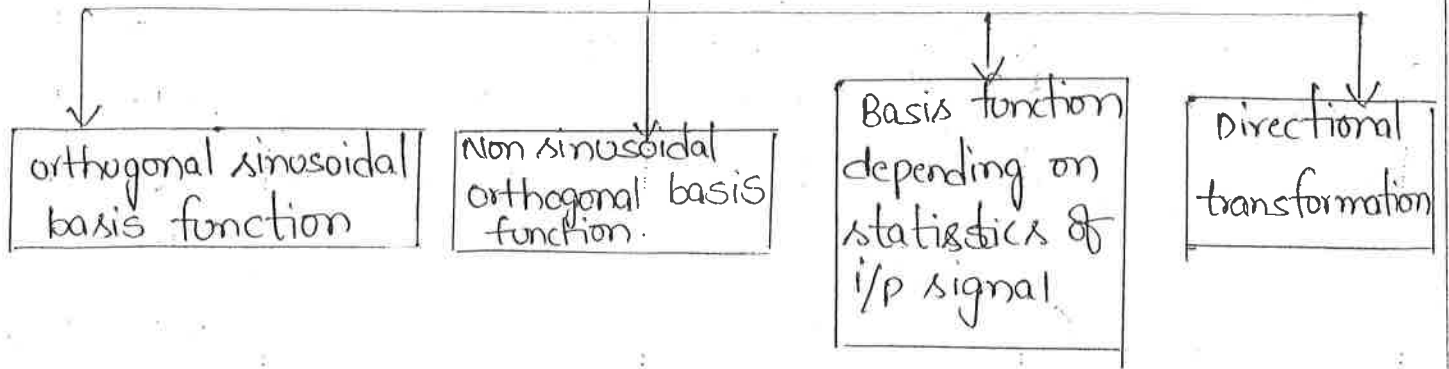 orthogonal sinusoidal
basis function
Non sinusoidal
orthogonal basis
function.
Basis function
depending on
statistics of
i/p signal
Directional
transformation